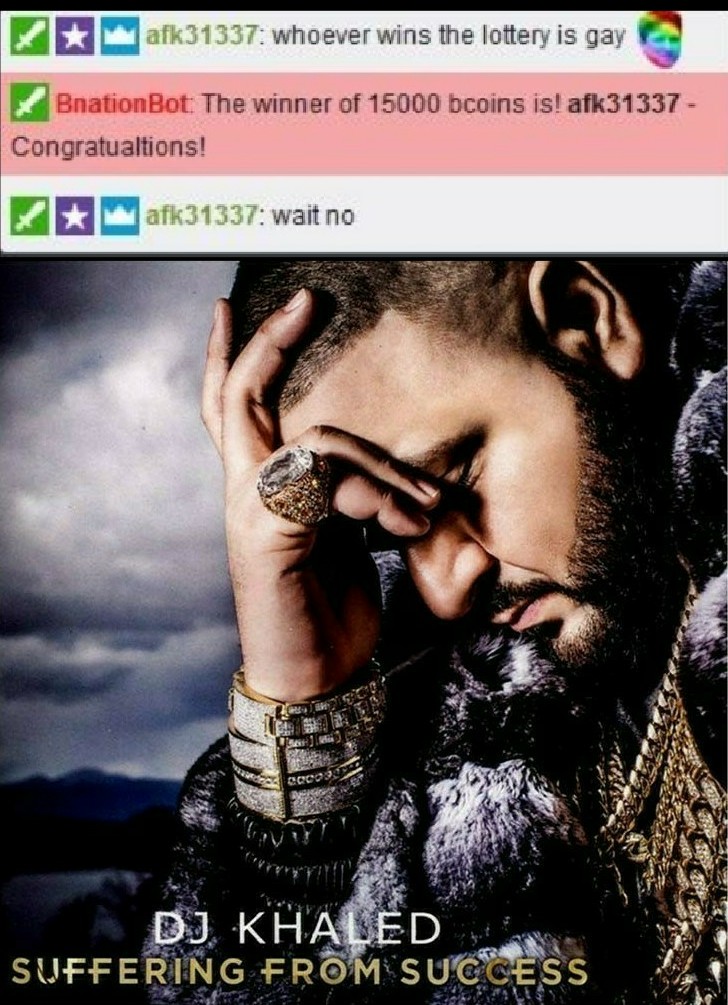 afk31337: whoever wins the lottery is gay
BnationBot: The winner of 15000 bcoins is! afk31337 -
Congratualtions!
afk31337: wait no
DJ KHALED
SUFFERING FROM SUCCESS